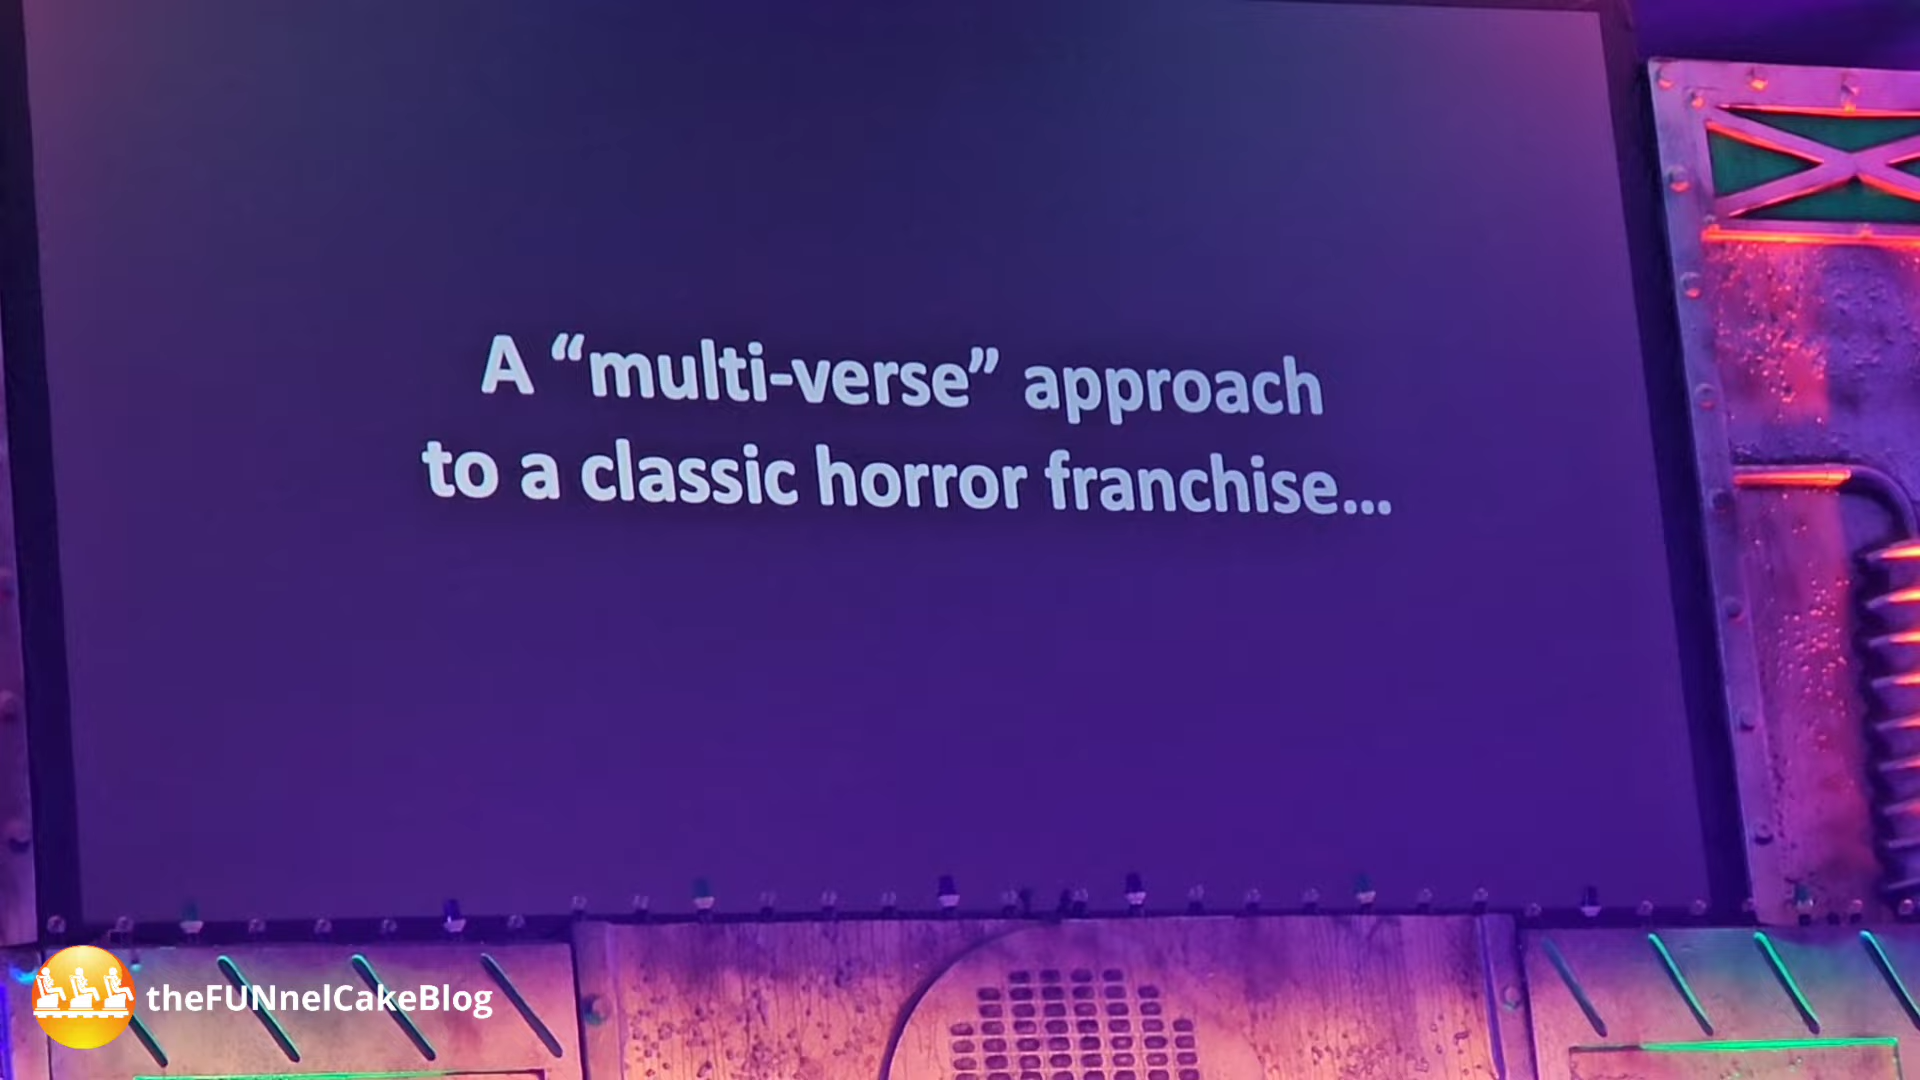 A “multi-verse” approach
to a classic horror franchise...
theFUNnelCakeBlog